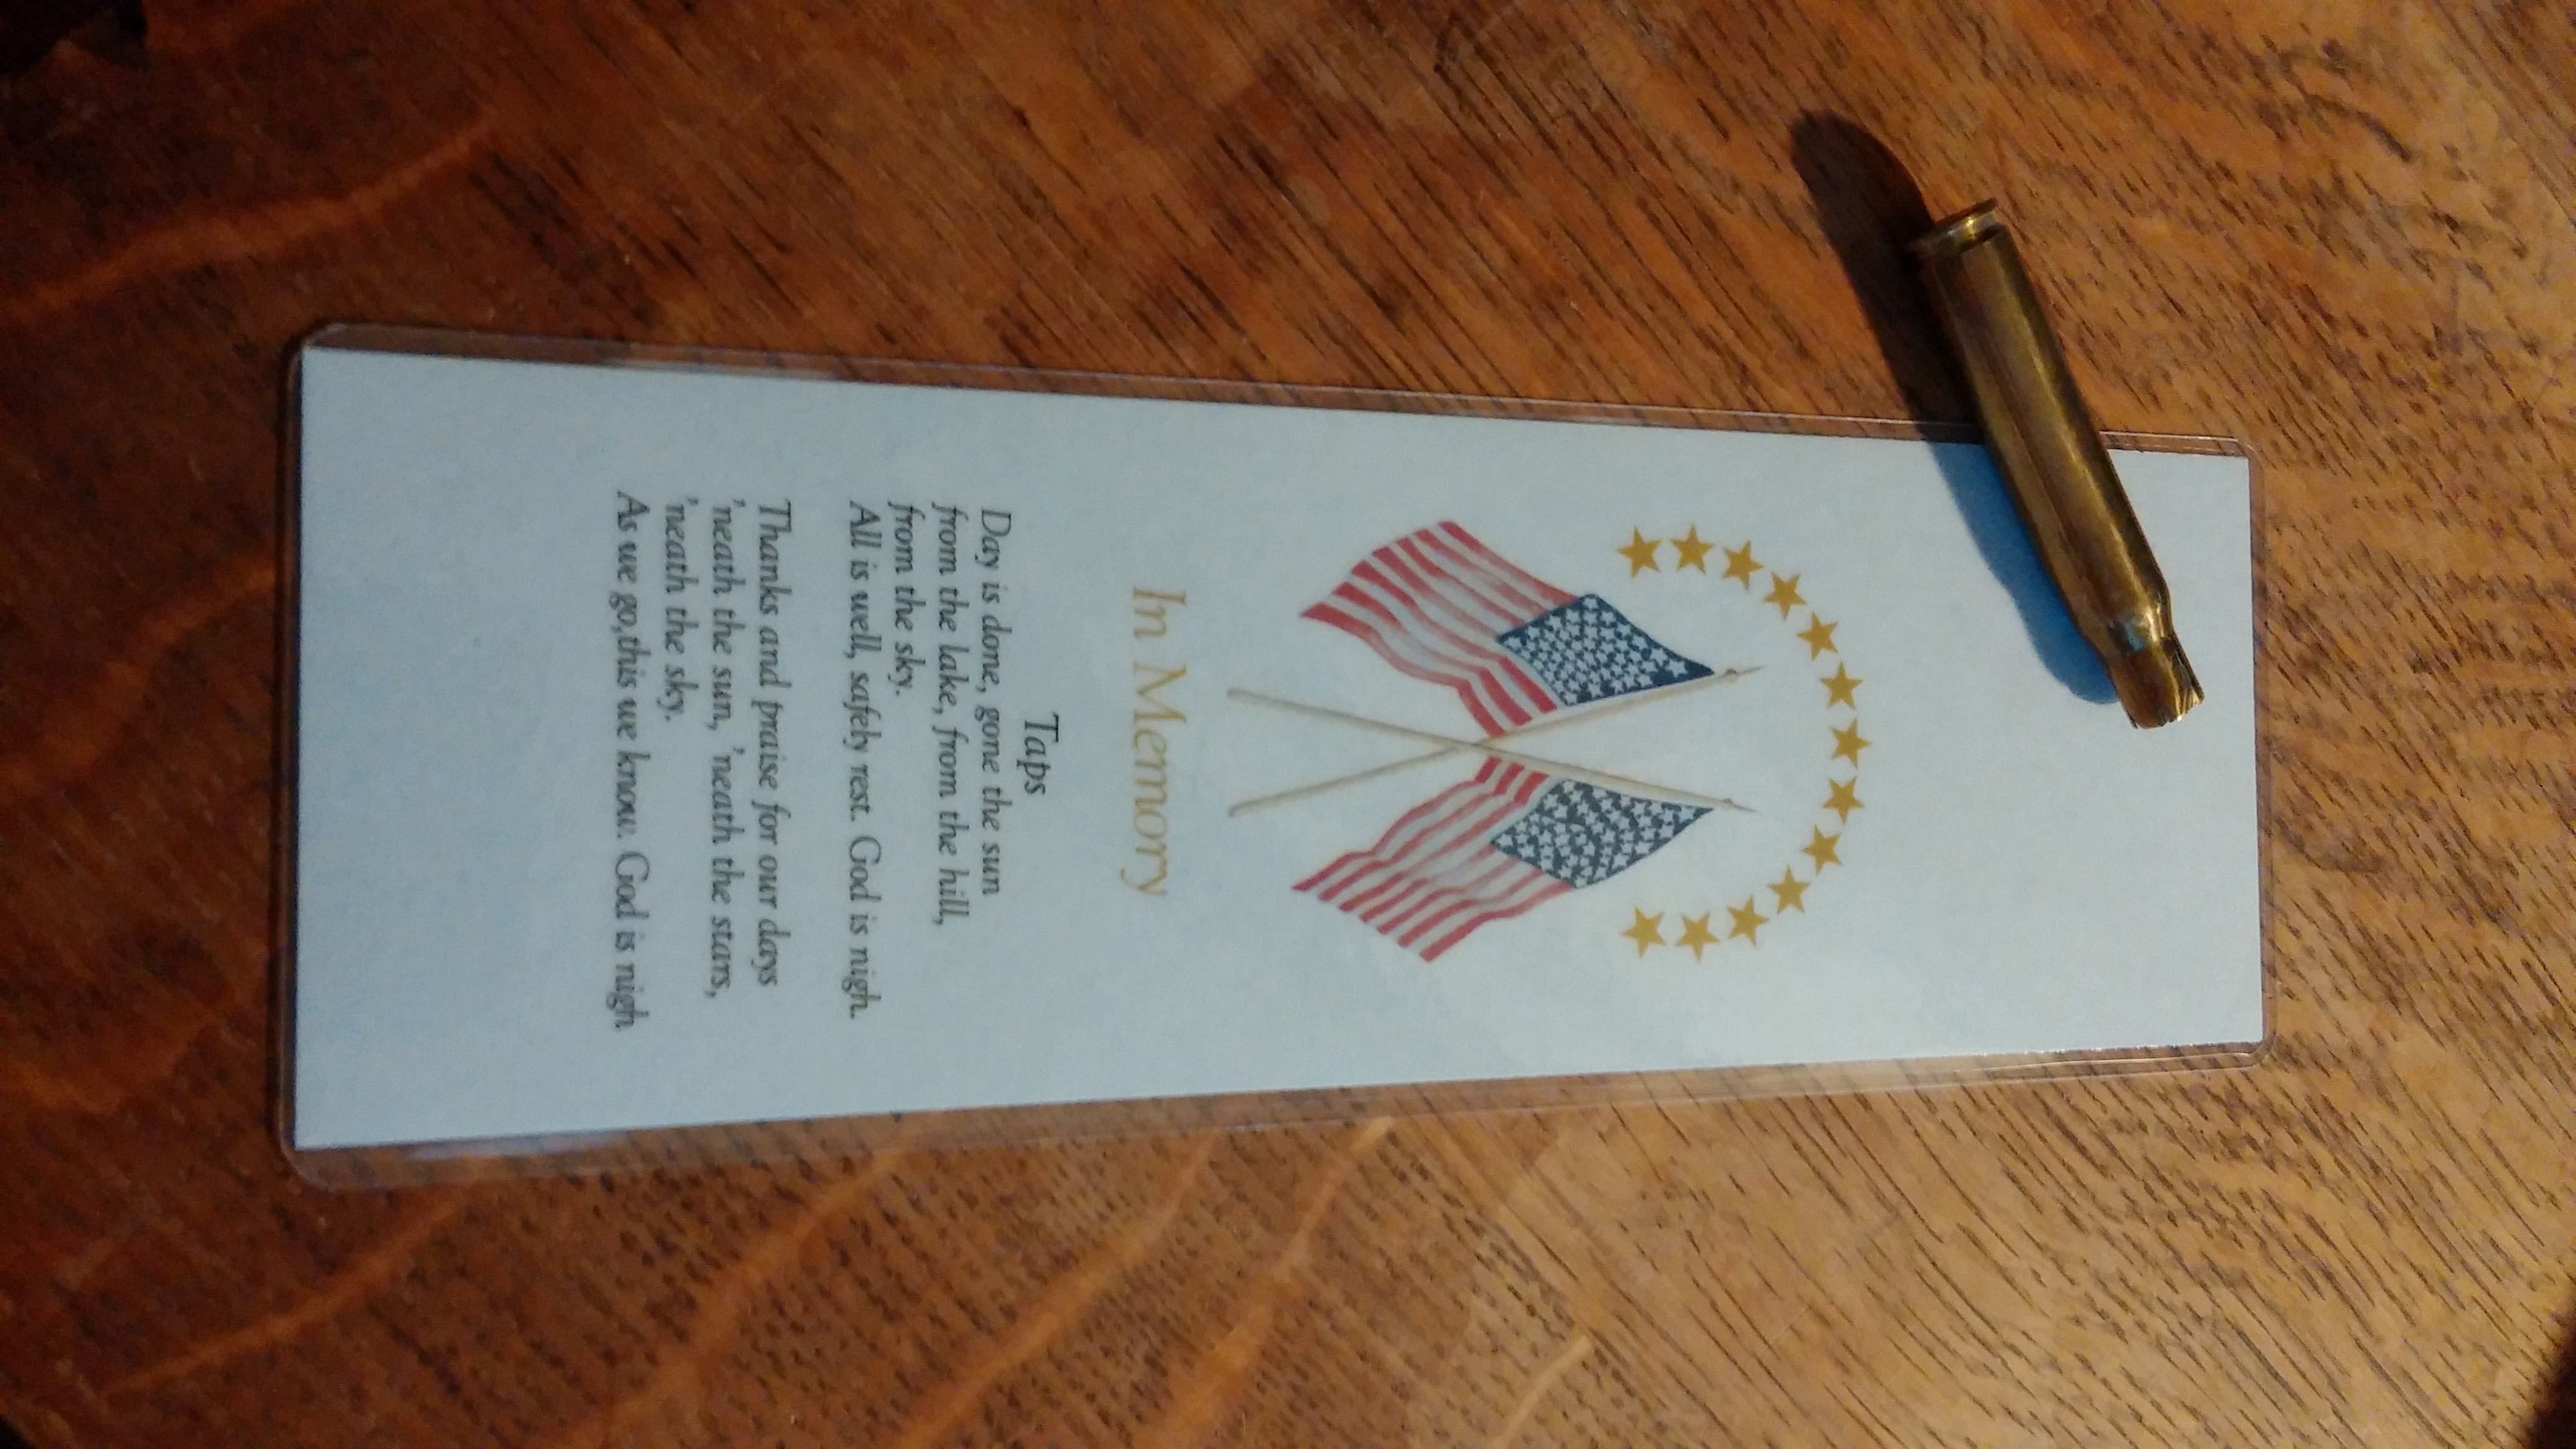 In Memory
Taps
Day is done, gone the sun
from the lake, from the hill,
from the sky.
All is well, safely rest. God is nigh.
Thanks and praise for our days
'neath the sun, 'neath the stars,
'neath the sky.
As we go,this we know. God is nigh